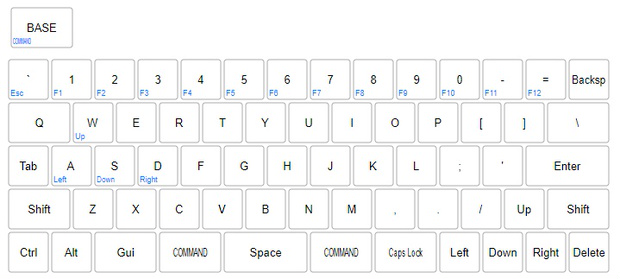 BASE
COMMAND
` 1 2 3 4 5 6 7 8 9 0 - = Backsp
Esc F1 F2 F3 F4 F5 F6 F7 F8 F9 F10 F11 F12
Q W E R T Y U I O P [ ] \
Up
Tab A S D F G H J K L ; ' Enter
Left Down Right
Shift Z X C V B N M , . / Up Shift
Ctrl Alt Gui COMMAND Space COMMAND Caps Lock Left Down Right Delete